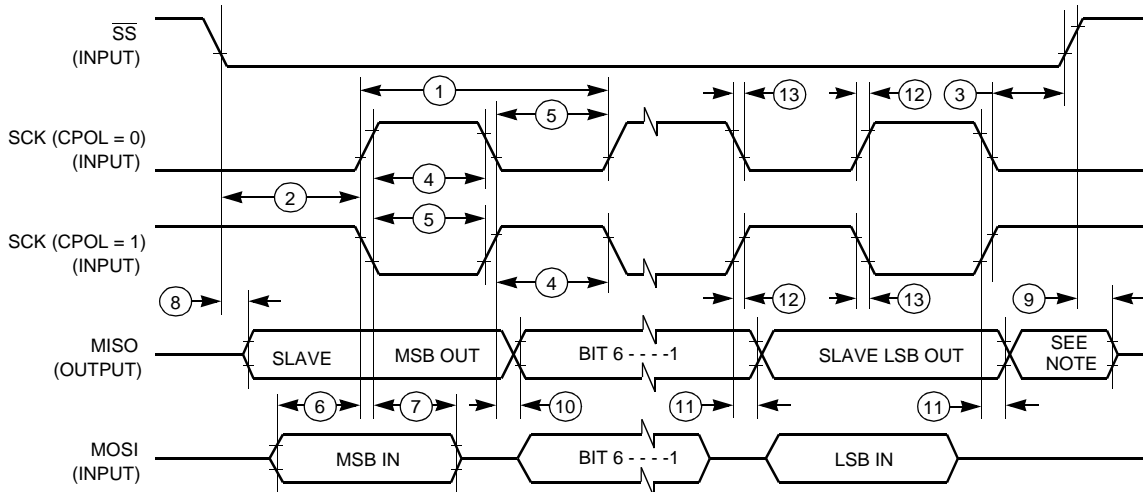 SS
(INPUT)
1
13
12
3
5
SCK (CPOL = 0)
(INPUT)
4
2
5
SCK (CPOL = 1)
(INPUT)
4
8
12
13
9
MISO
(OUTPUT)
SLAVE
MSB OUT
BIT 6 - - - - 1
SLAVE LSB OUT
SEE
NOTE
6
7
10
11
11
MOSI
(INPUT)
MSB IN
BIT 6 - - - - 1
LSB IN